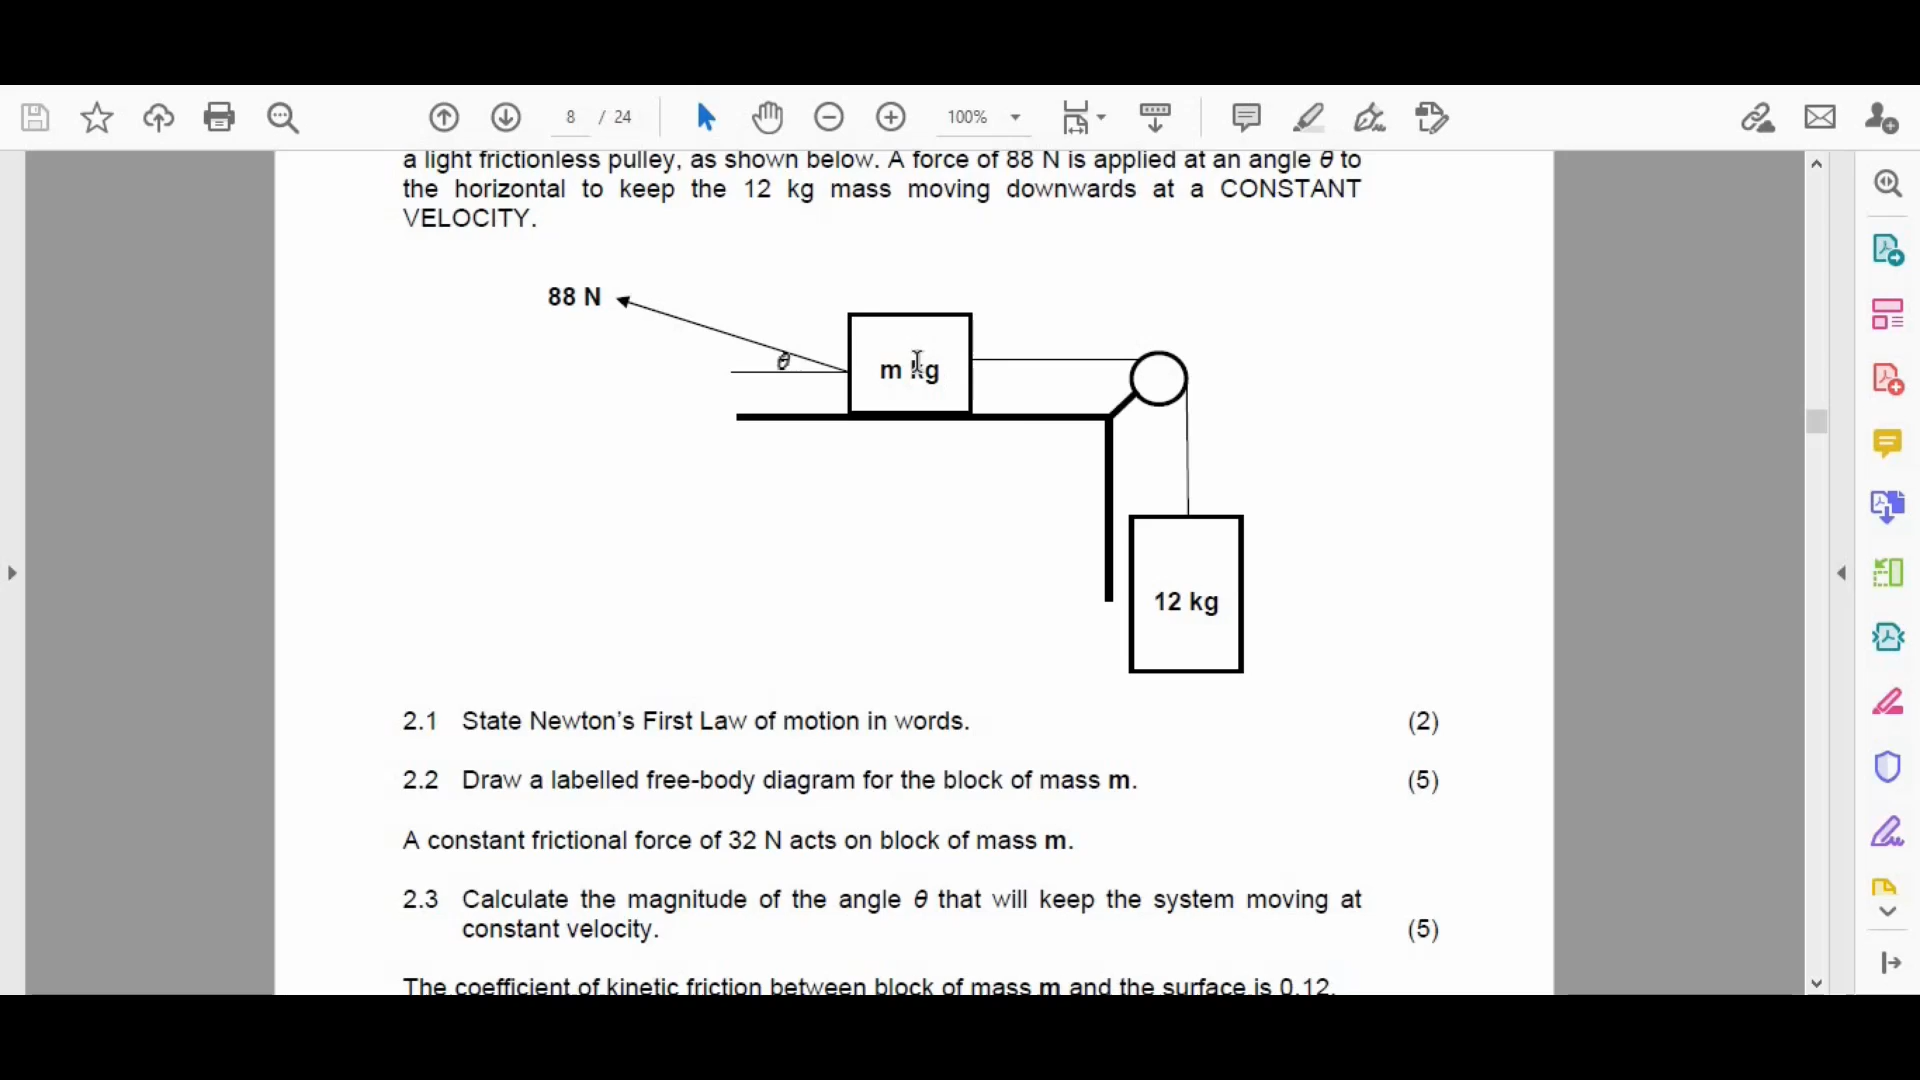 8 / 24
100%
a light frictionless pulley, as shown below. A force of 88 N is applied at an angle θ to
the horizontal to keep the 12 kg mass moving downwards at a CONSTANT
VELOCITY.
88 N
θ
m kg
12 kg
2.1 State Newton's First Law of motion in words. (2)
2.2 Draw a labelled free-body diagram for the block of mass m. (5)
A constant frictional force of 32 N acts on block of mass m.
2.3 Calculate the magnitude of the angle θ that will keep the system moving at
constant velocity. (5)
The coefficient of kinetic friction between block of mass m and the surface is 0,12.